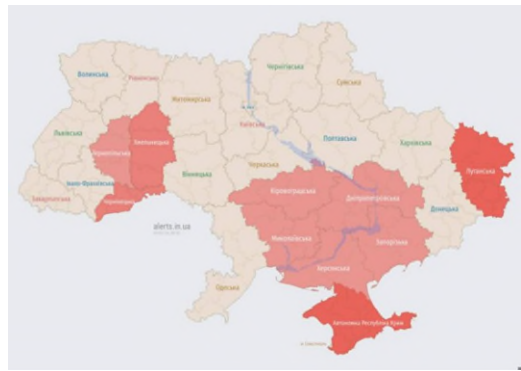 Чернігівська
Волинська
Рівненська
Сумська
Житомирська
Київська
Львівська
Хмельницька
Полтавська
Харківська
Тернопільська
Черкаська
Луганська
Вінницька
Івано-Франківська
Кіровоградська
Дніпропетровська
Закарпатська
Чернівецька
Донецька
alerts.in.ua
Миколаївська
Запорізька
Херсонська
Одеська
Автономна Республіка Крим